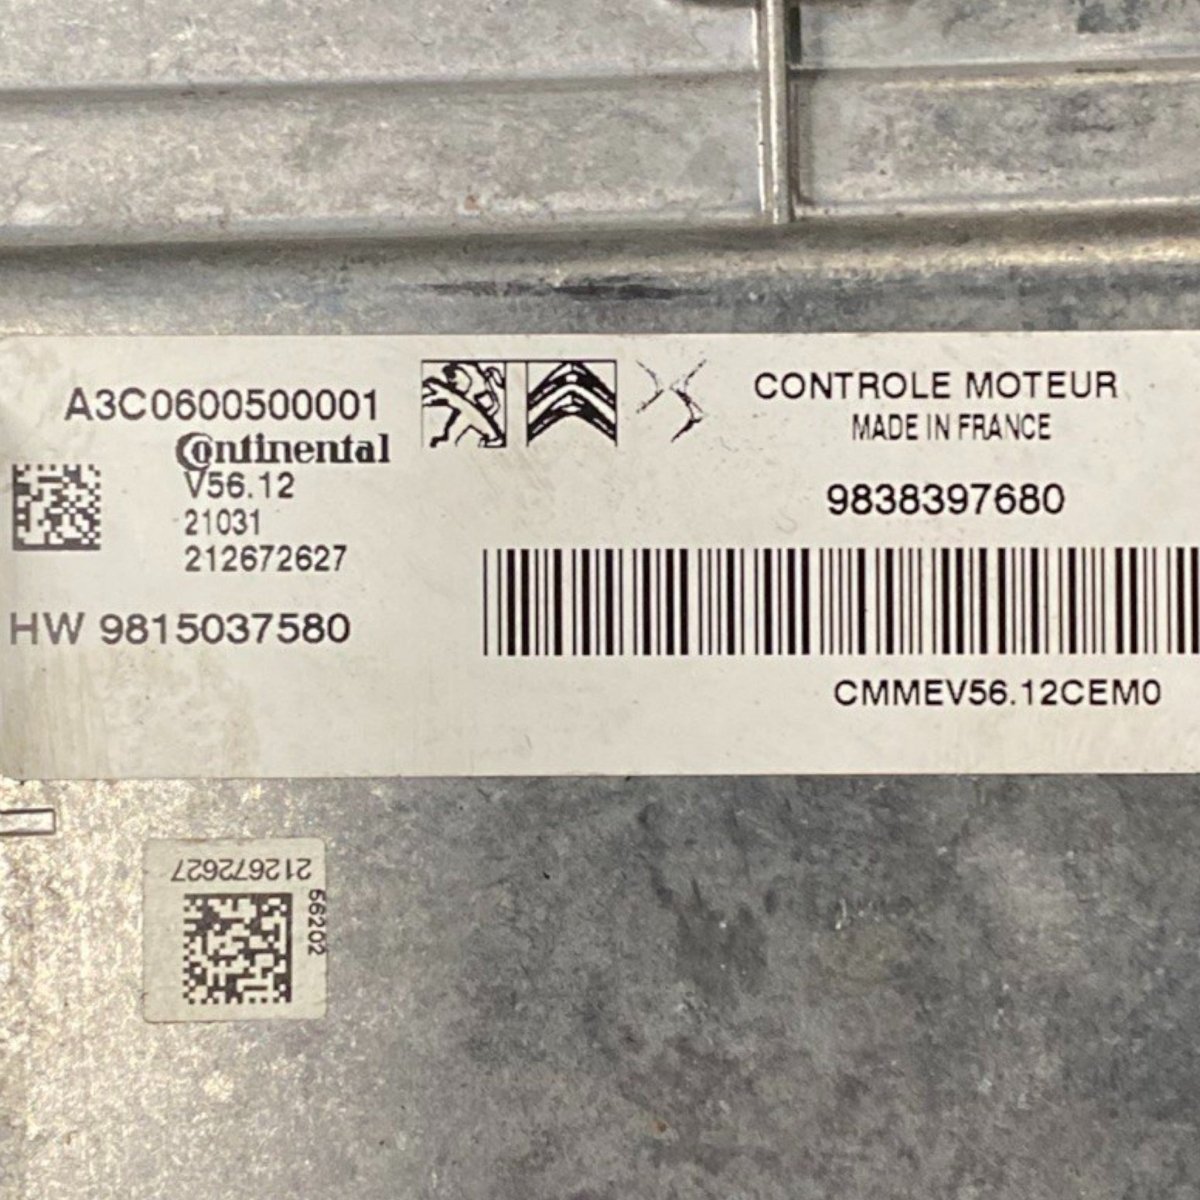 A3C0600500001
Continental
V56.12
21031
212672627
HW 9815037580
CONTROLE MOTEUR
MADE IN FRANCE
9838397680
CMMEV56.12CEM0
212672627
56202